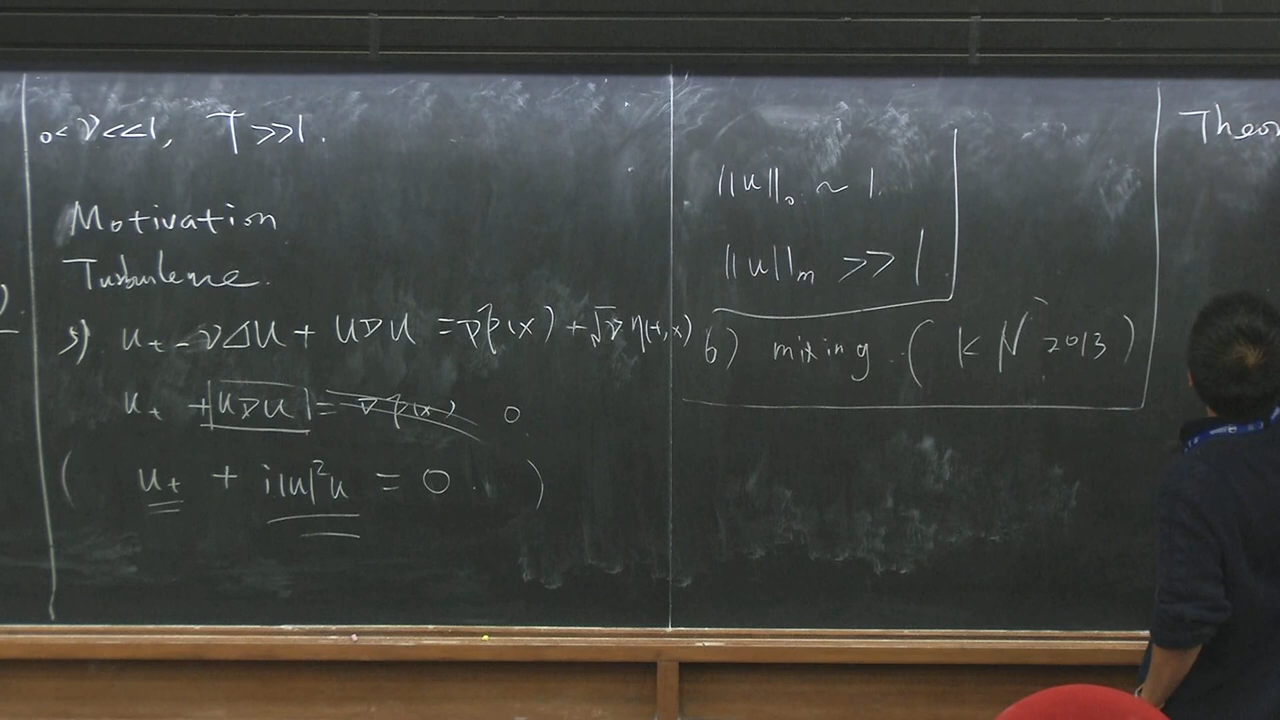 0<ν<<1, T>>1.
Motivation
Turbulence.
5) u_t - νΔu + u∇u = ∇p(x) + √ν η(t,x)
u_t + u∇u = ∇p(x) 0
( u_t + i|u|²u = 0. )
||u||₀ ~ 1.
||u||_m >> 1
6) mixing. ( KN 2013 )
Theor